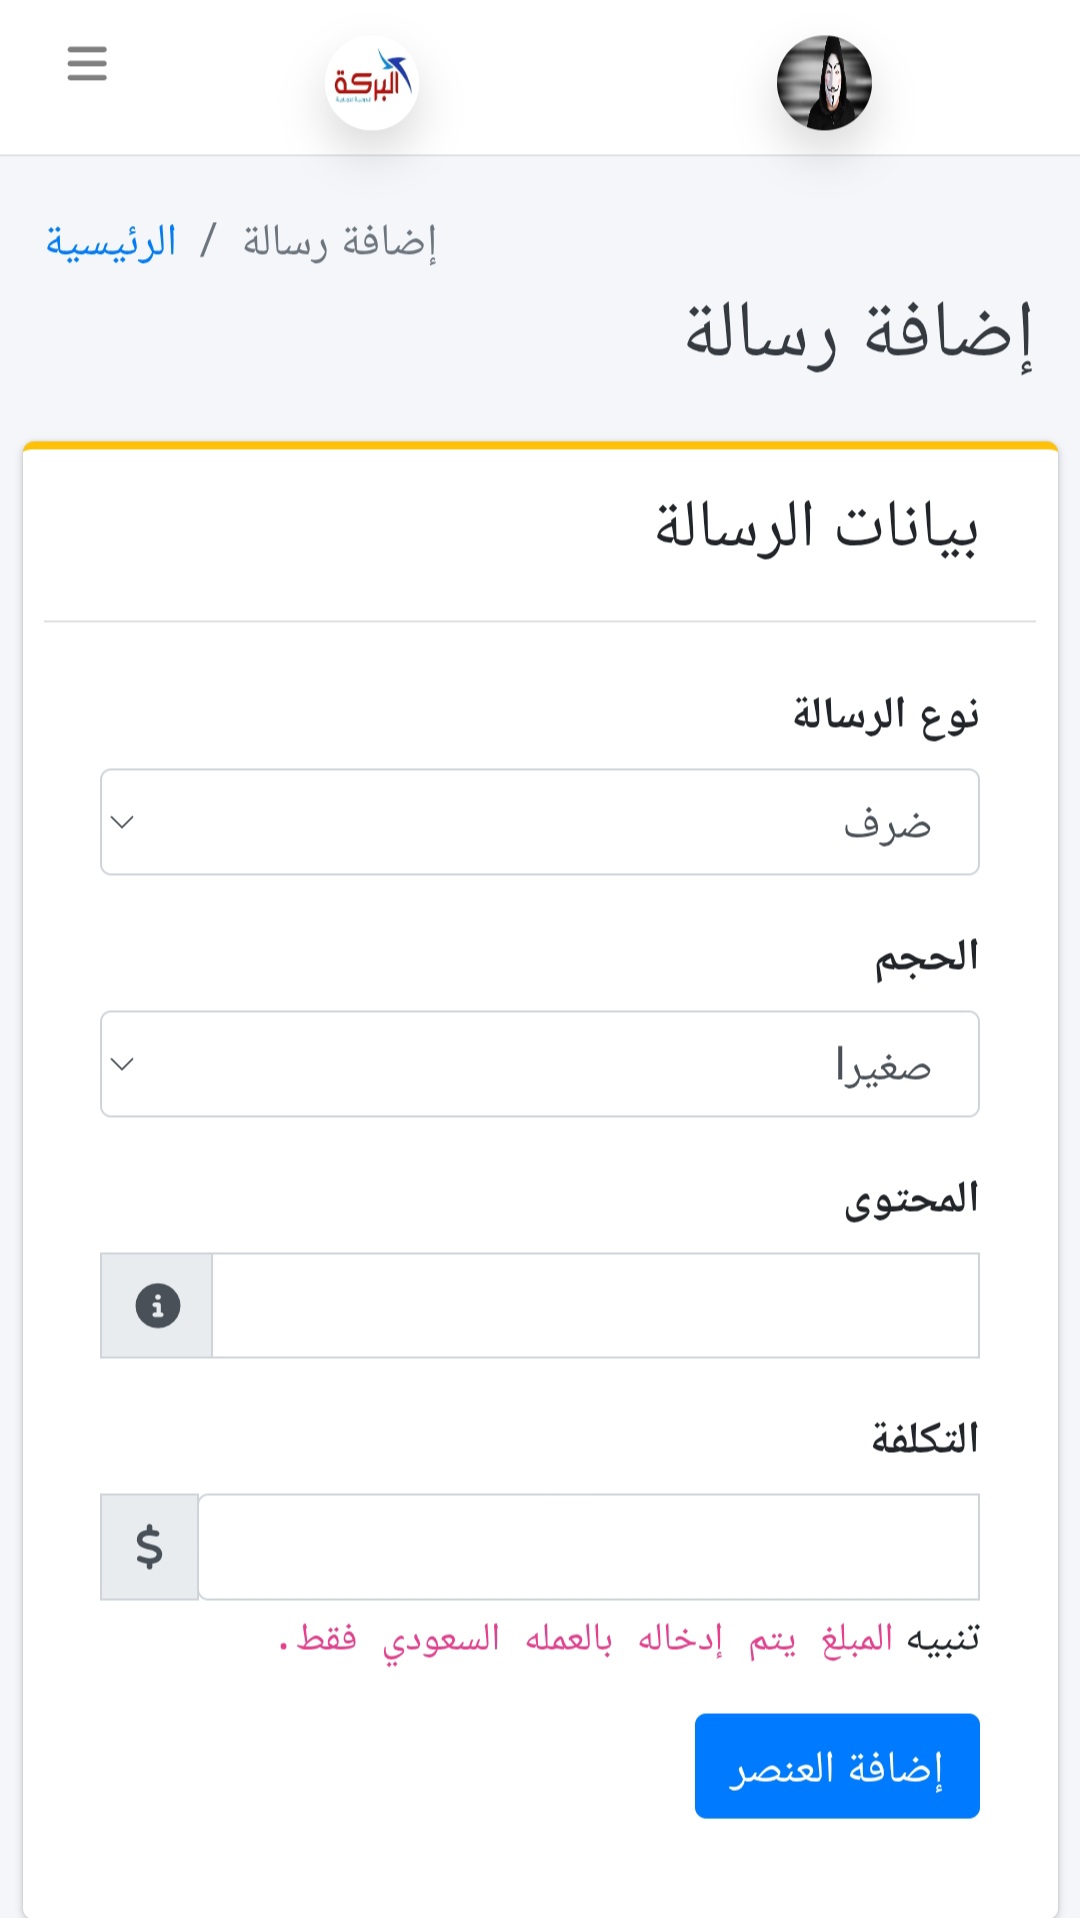 البركة
الرئيسية / إضافة رسالة
إضافة رسالة
بيانات الرسالة
نوع الرسالة
ضرف
الحجم
صغيرا
المحتوى
التكلفة
$
تنبيه المبلغ يتم إدخاله بالعمله السعودي فقط.
إضافة العنصر